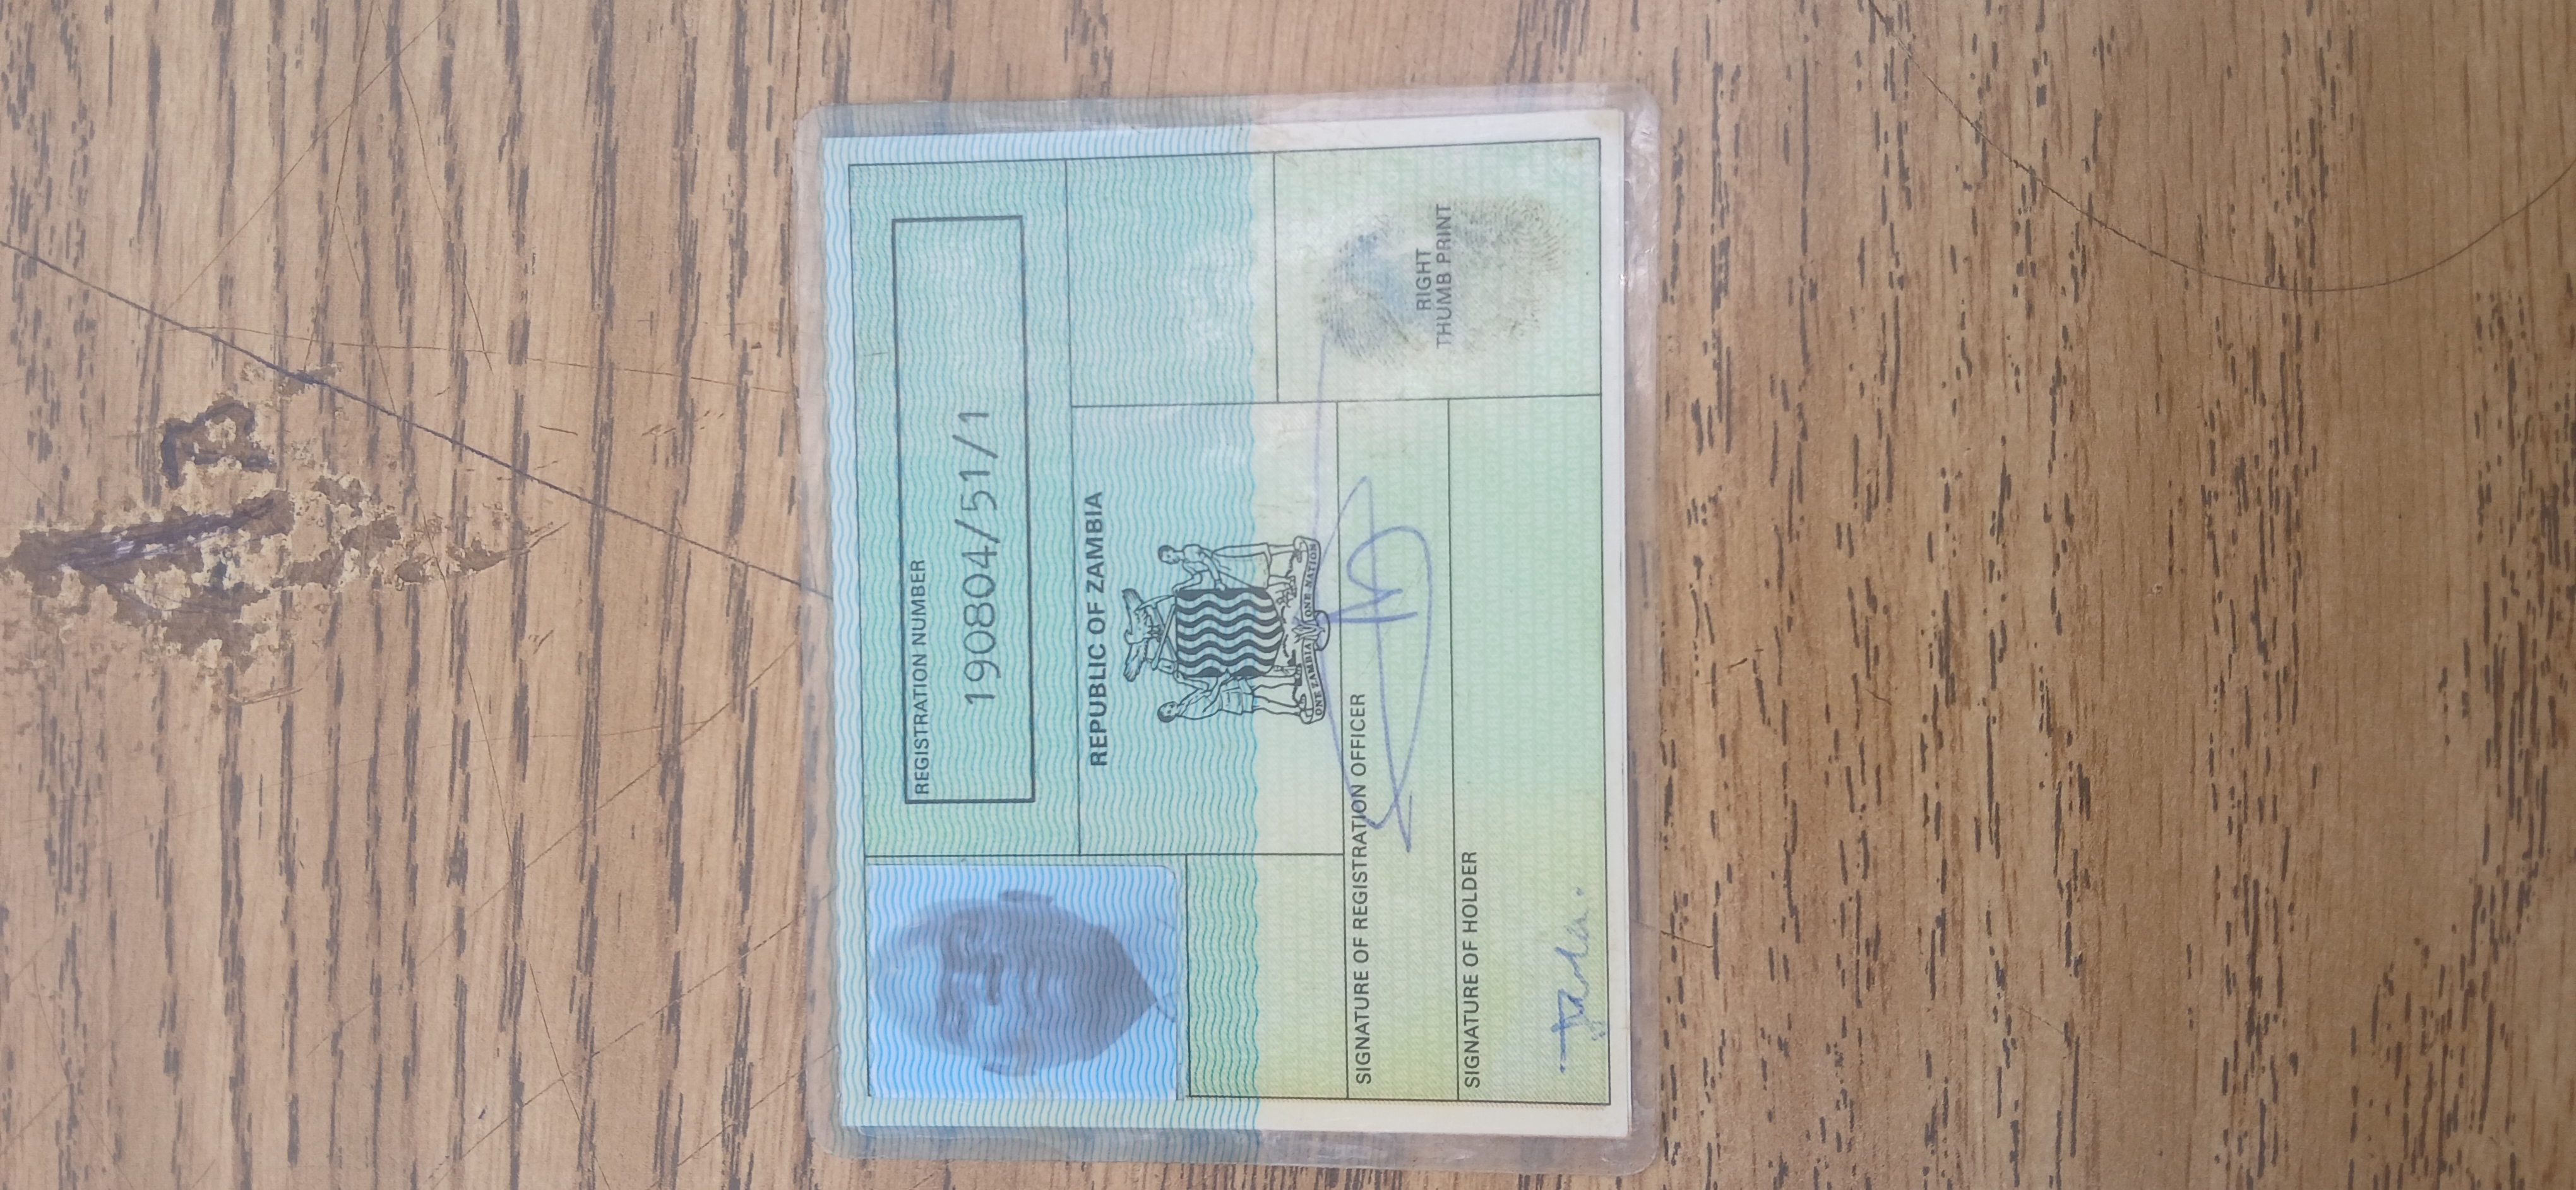 REGISTRATION NUMBER
190804/51/1
REPUBLIC OF ZAMBIA
ONE ZAMBIA ONE NATION
SIGNATURE OF REGISTRATION OFFICER
SIGNATURE OF HOLDER
RIGHT
THUMB PRINT